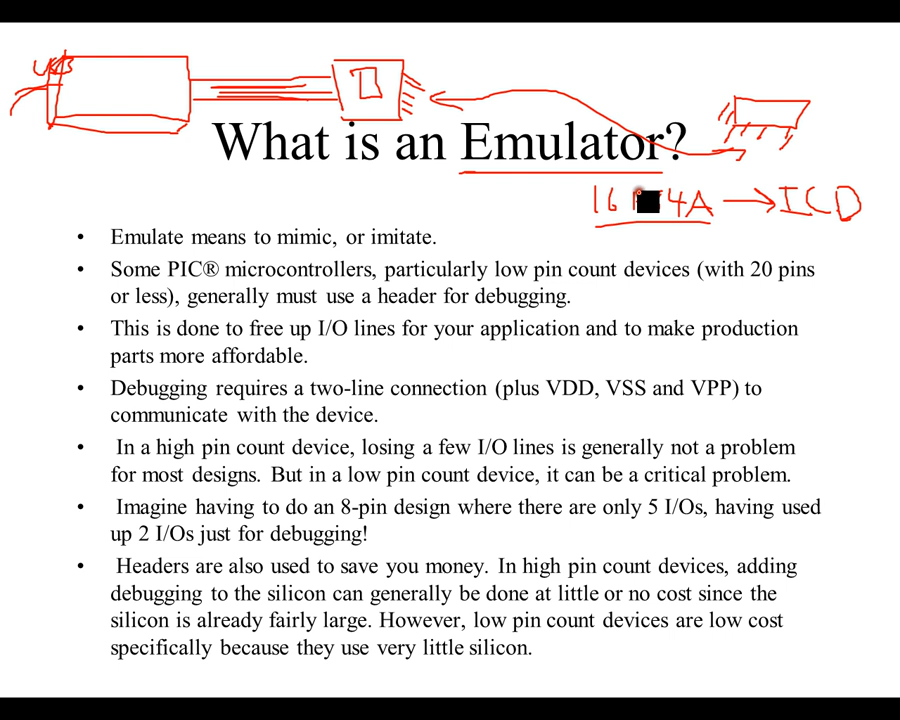 USB
What is an Emulator?
16 4A → ICD
• Emulate means to mimic, or imitate.
• Some PIC® microcontrollers, particularly low pin count devices (with 20 pins
or less), generally must use a header for debugging.
• This is done to free up I/O lines for your application and to make production
parts more affordable.
• Debugging requires a two-line connection (plus VDD, VSS and VPP) to
communicate with the device.
• In a high pin count device, losing a few I/O lines is generally not a problem
for most designs. But in a low pin count device, it can be a critical problem.
• Imagine having to do an 8-pin design where there are only 5 I/Os, having used
up 2 I/Os just for debugging!
• Headers are also used to save you money. In high pin count devices, adding
debugging to the silicon can generally be done at little or no cost since the
silicon is already fairly large. However, low pin count devices are low cost
specifically because they use very little silicon.